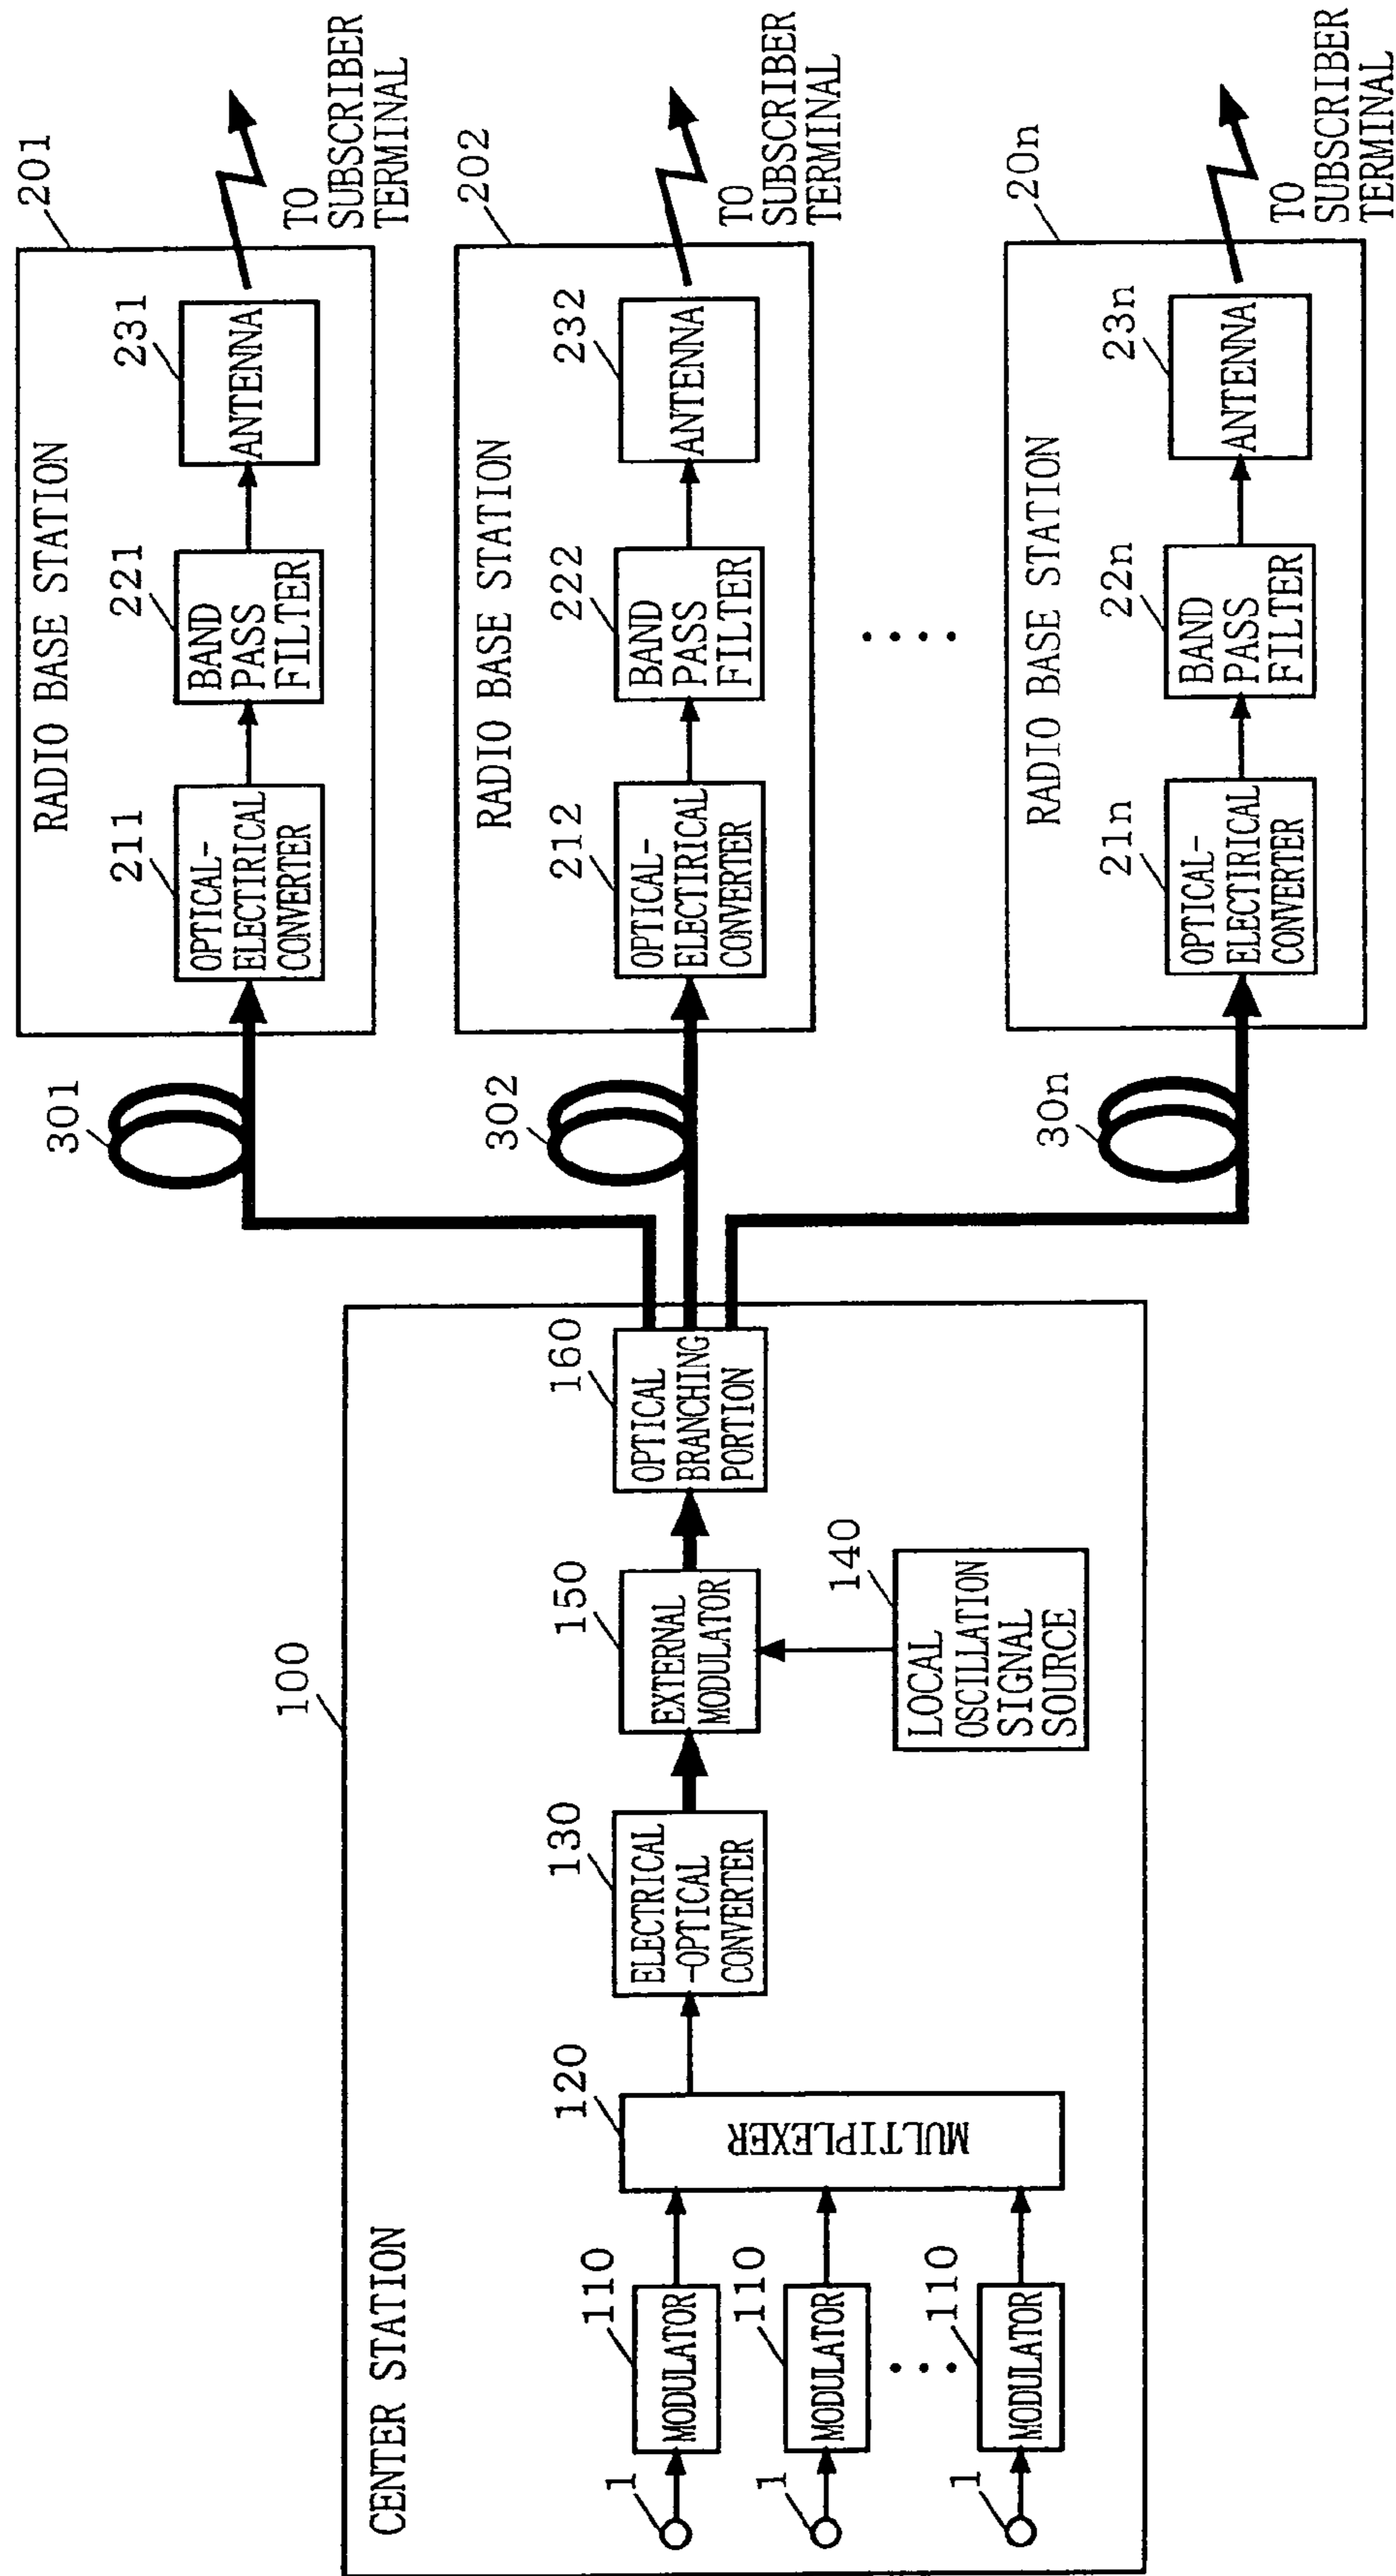 CENTER STATION
100
1
MODULATOR
110
1
MODULATOR
110
1
MODULATOR
110
MULTIPLEXER
120
ELECTRICAL
-OPTICAL
CONVERTER
130
EXTERNAL
MODULATOR
150
LOCAL
OSCILLATION
SIGNAL
SOURCE
140
OPTICAL
BRANCHING
PORTION
160
301
302
30n
RADIO BASE STATION
201
OPTICAL-
ELECTIRICAL
CONVERTER
211
BAND
PASS
FILTER
221
ANTENNA
231
TO
SUBSCRIBER
TERMINAL
RADIO BASE STATION
202
OPTICAL-
ELECTIRICAL
CONVERTER
212
BAND
PASS
FILTER
222
ANTENNA
232
TO
SUBSCRIBER
TERMINAL
RADIO BASE STATION
20n
OPTICAL-
ELECTIRICAL
CONVERTER
21n
BAND
PASS
FILTER
22n
ANTENNA
23n
TO
SUBSCRIBER
TERMINAL